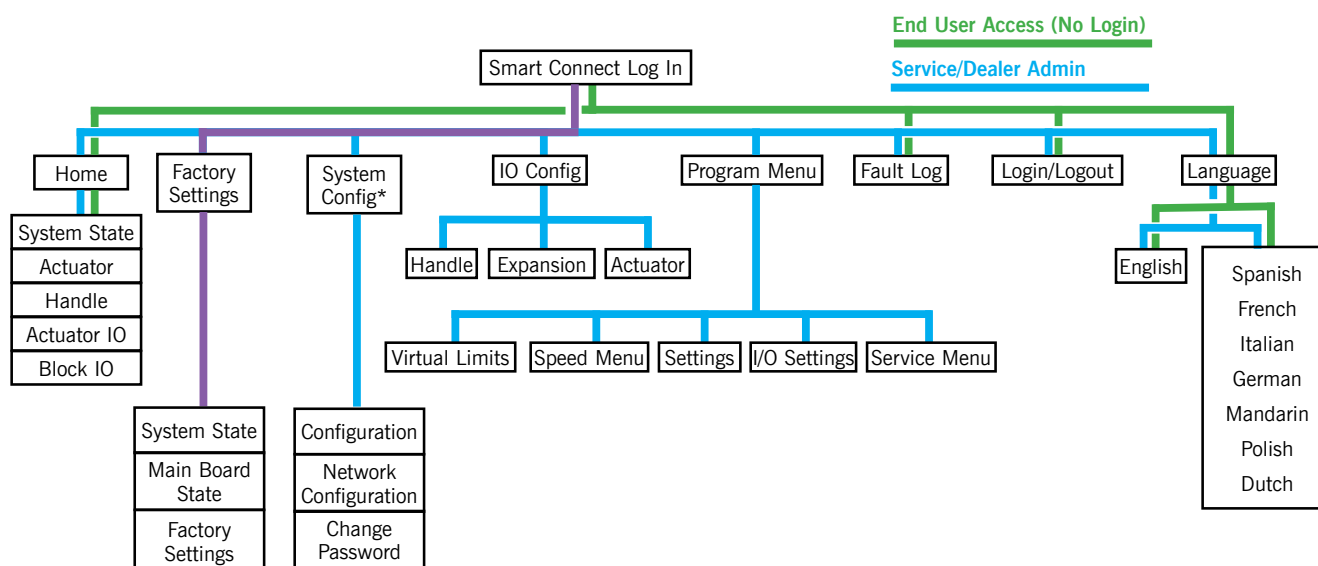 End User Access (No Login)
Service/Dealer Admin
Smart Connect Log In
Home
Factory
Settings
System
Config*
IO Config
Program Menu
Fault Log
Login/Logout
Language
System State
Actuator
Handle
Actuator IO
Block IO
Handle
Expansion
Actuator
English
Spanish
French
Italian
German
Mandarin
Polish
Dutch
Virtual Limits
Speed Menu
Settings
I/O Settings
Service Menu
System State
Main Board
State
Factory
Settings
Configuration
Network
Configuration
Change
Password